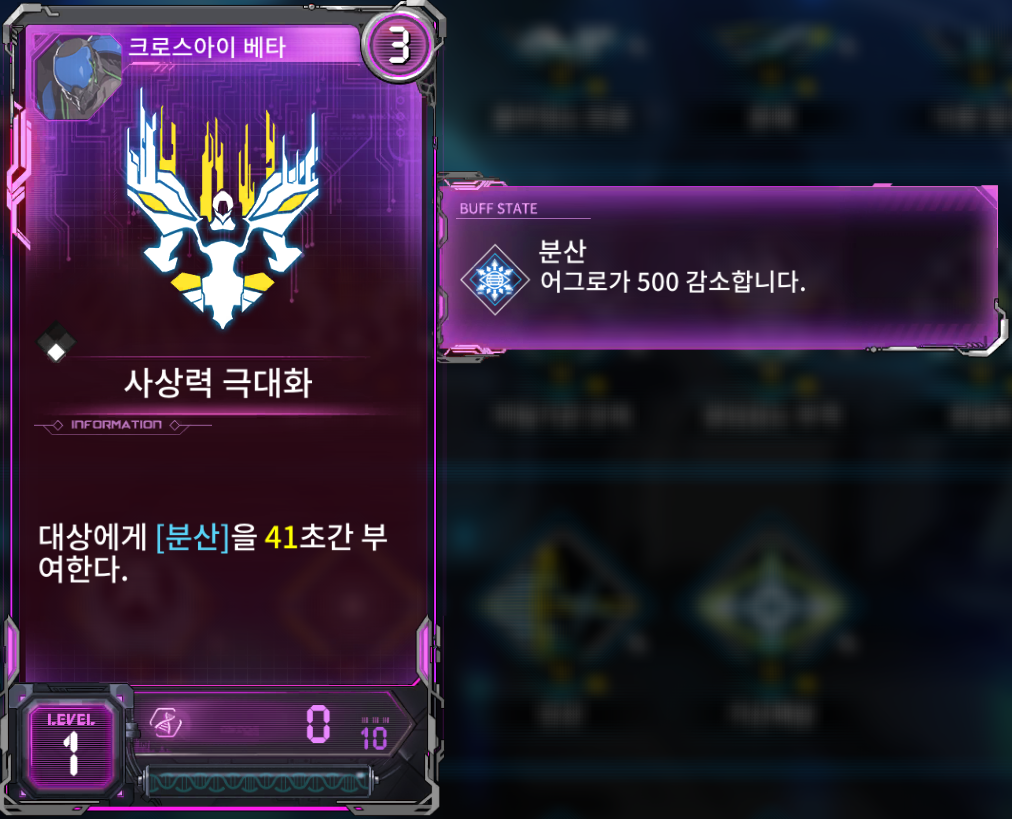 크로스아이 베타
3
BUFF STATE
분산
어그로가 500 감소합니다.
사상력 극대화
INFORMATION
대상에게 [분산]을 41초간 부
여한다.
LEVEL
1
0
10